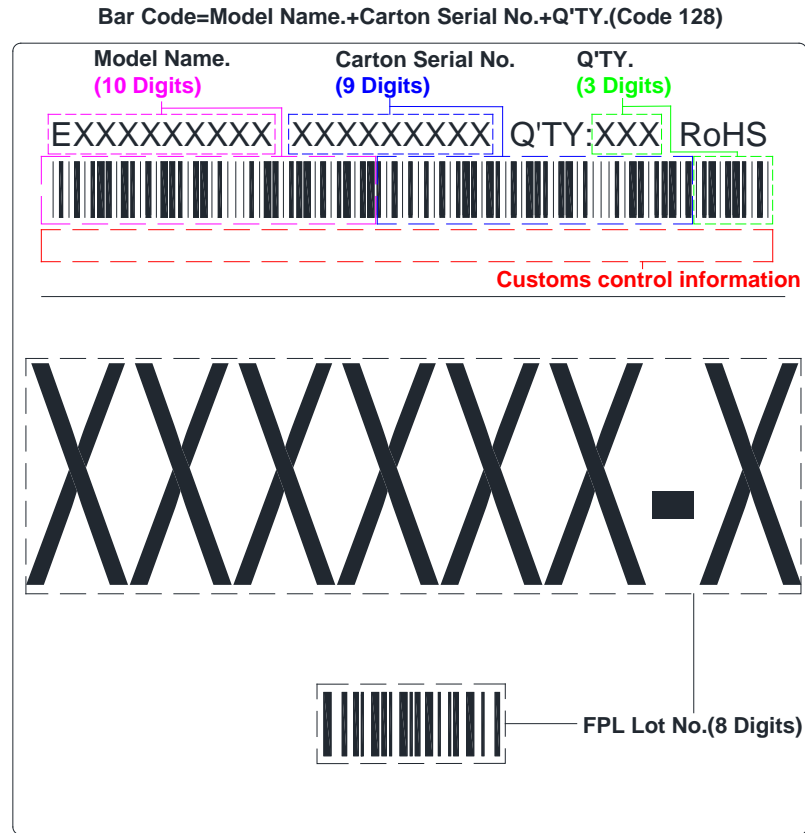 Bar Code=Model Name.+Carton Serial No.+Q'TY.(Code 128)
Model Name. Carton Serial No. Q'TY.
(10 Digits) (9 Digits) (3 Digits)
EXXXXXXXXX XXXXXXXXX Q'TY:XXX RoHS
Customs control information
XXXXXX-X
FPL Lot No.(8 Digits)